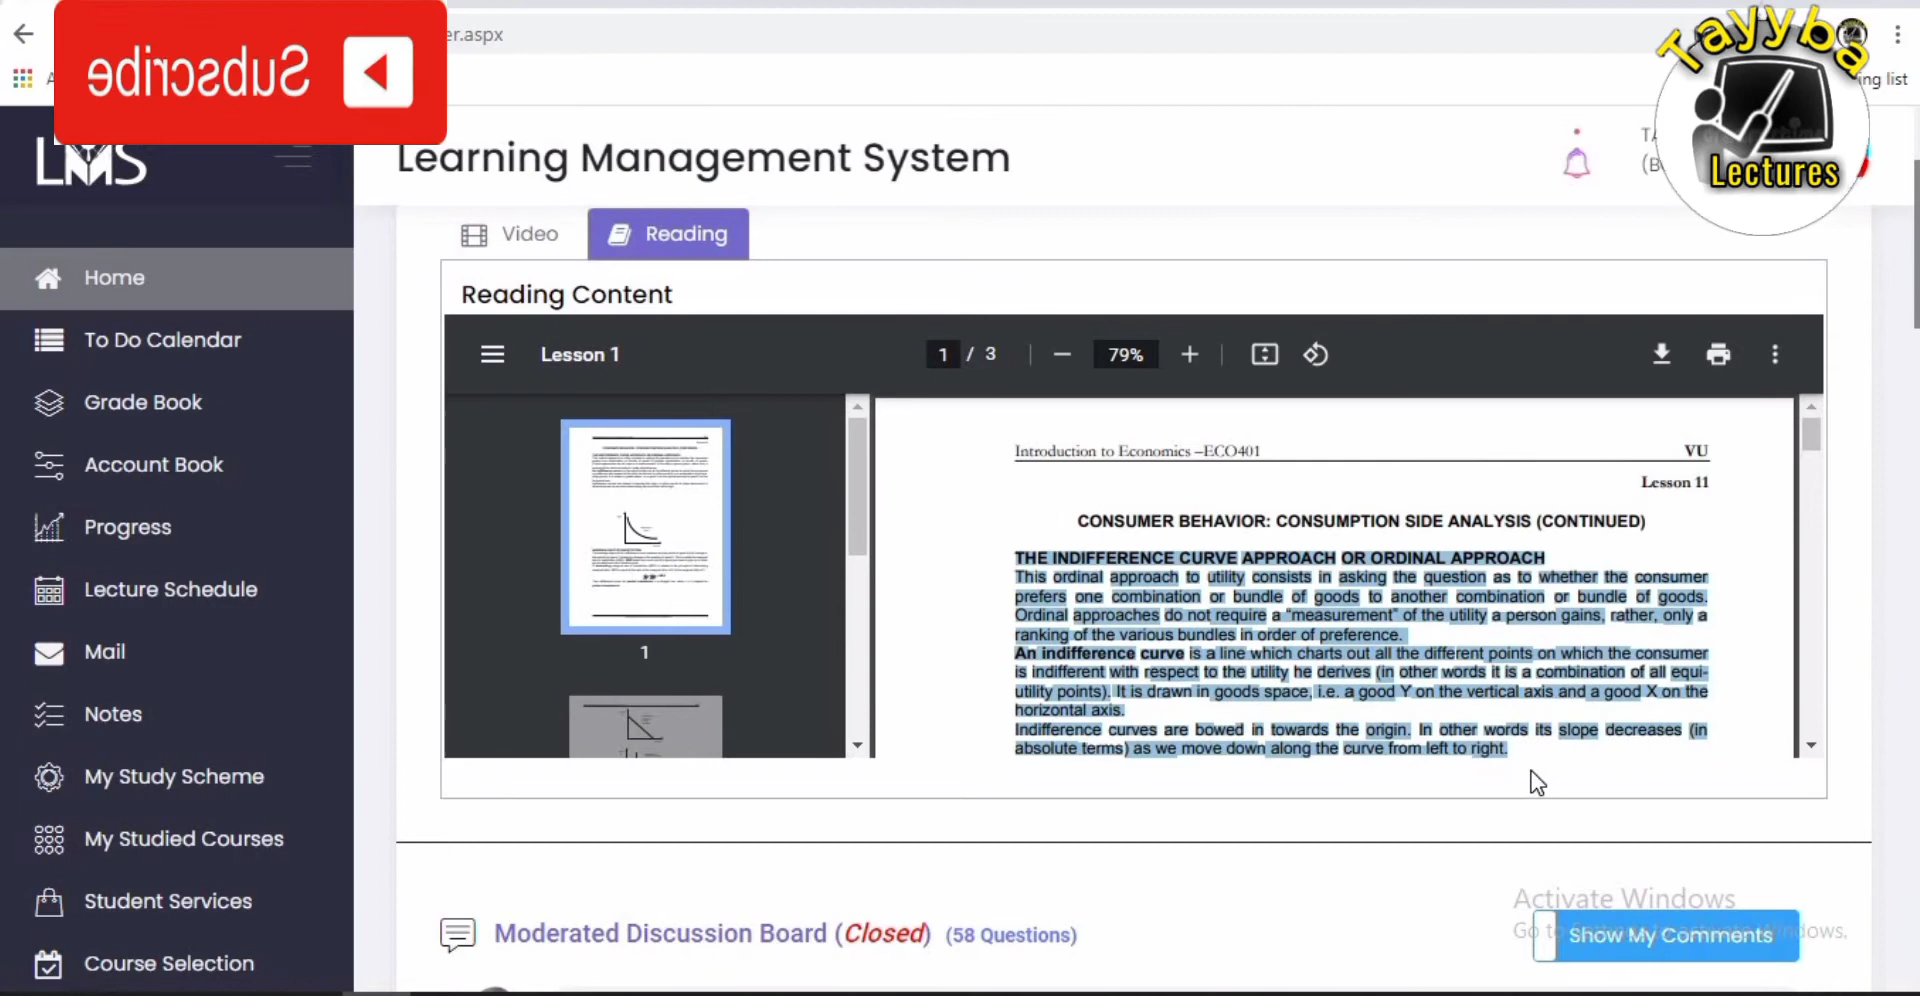 er.aspx
Subscribe
Tayyba
Lectures
ing list
LMS
Learning Management System
Video
Reading
Home
To Do Calendar
Grade Book
Account Book
Progress
Lecture Schedule
Mail
Notes
My Study Scheme
My Studied Courses
Student Services
Course Selection
Reading Content
Lesson 1
1 / 3
79%
1
Introduction to Economics –ECO401
VU
Lesson 11
CONSUMER BEHAVIOR: CONSUMPTION SIDE ANALYSIS (CONTINUED)
THE INDIFFERENCE CURVE APPROACH OR ORDINAL APPROACH
This ordinal approach to utility consists in asking the question as to whether the consumer
prefers one combination or bundle of goods to another combination or bundle of goods.
Ordinal approaches do not require a "measurement" of the utility a person gains, rather, only a
ranking of the various bundles in order of preference.
An indifference curve is a line which charts out all the different points on which the consumer
is indifferent with respect to the utility he derives (in other words it is a combination of all equi-
utility points). It is drawn in goods space, i.e. a good Y on the vertical axis and a good X on the
horizontal axis.
Indifference curves are bowed in towards the origin. In other words its slope decreases (in
absolute terms) as we move down along the curve from left to right.
Moderated Discussion Board (Closed) (58 Questions)
Activate Windows
Show My Comments